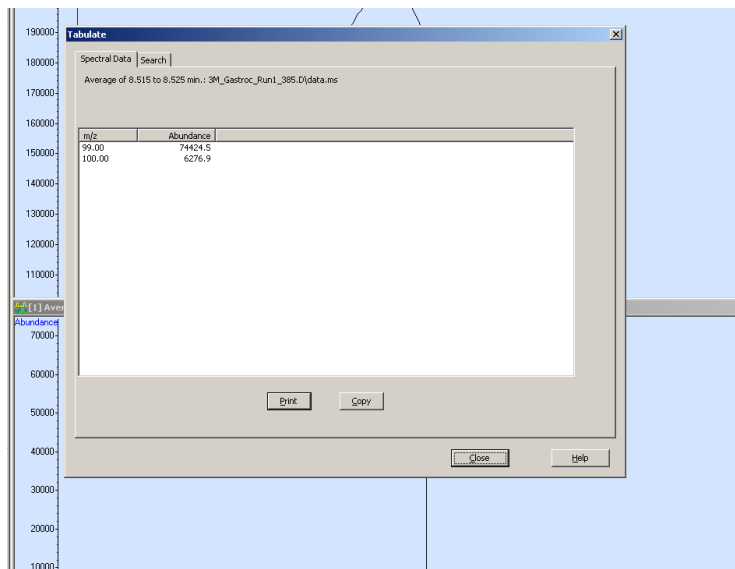 190000
Tabulate
180000
Spectral Data Search
Average of 8.515 to 8.525 min.: 3M_Gastroc_Run1_385.D\data.ms
170000
160000
m/z Abundance
99.00 74424.5
150000
100.00 6276.9
140000
130000
120000
110000
[1] Aver
Abundance
70000
60000
Print Copy
50000
40000
Close Help
30000
20000
10000